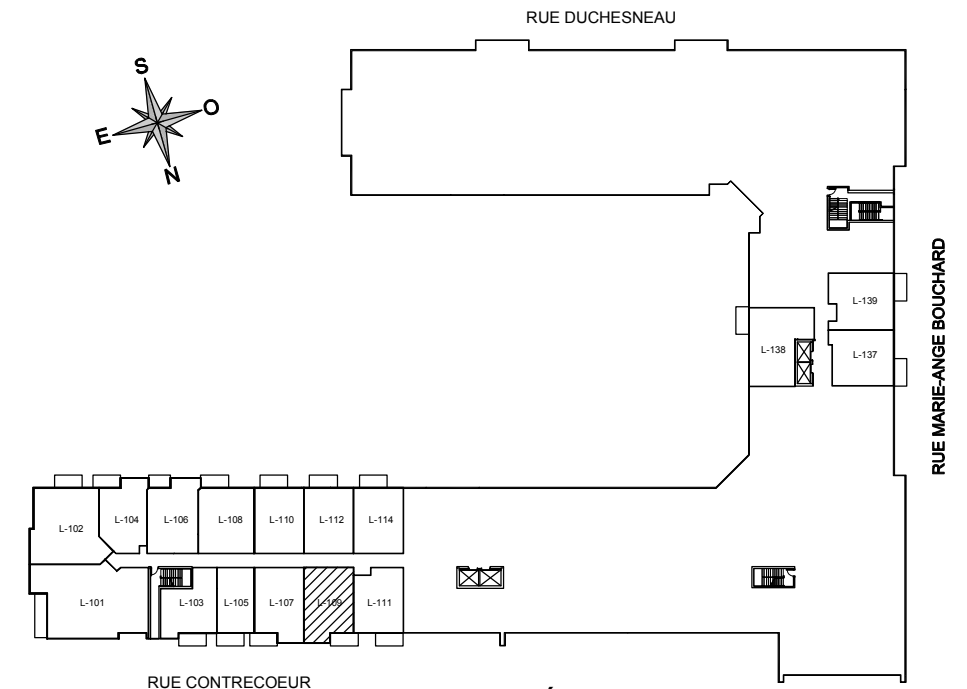 RUE DUCHESNEAU
S
O
E
N
RUE MARIE-ANGE BOUCHARD
L-139
L-138
L-137
L-102
L-104
L-106
L-108
L-110
L-112
L-114
L-101
L-103
L-105
L-107
L-109
L-111
RUE CONTRECOEUR